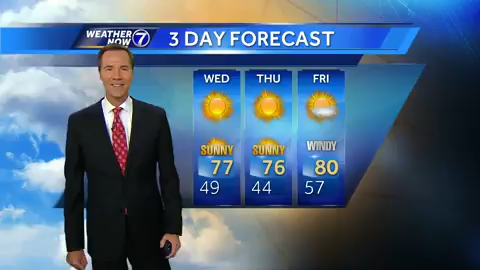 WEATHER
NOW 7
3 DAY FORECAST
WED THU FRI
SUNNY SUNNY WINDY
77 76 80
49 44 57